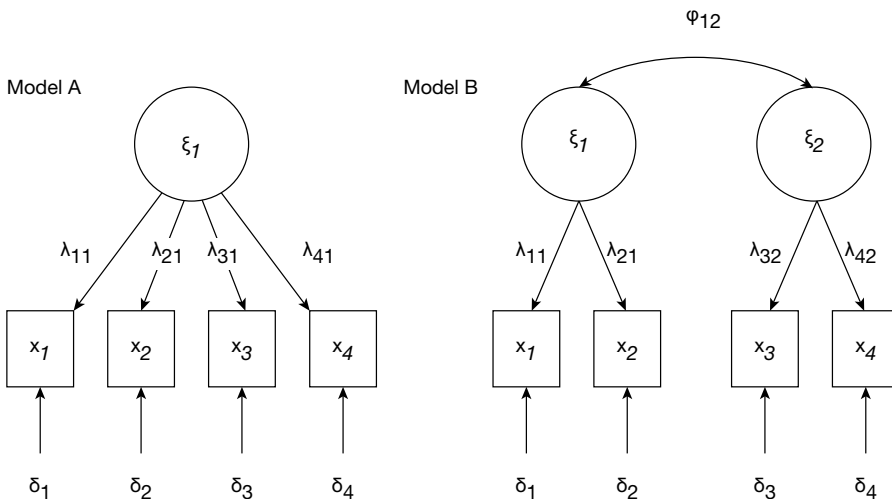 φ12
Model A
Model B
ξ1
ξ1
ξ2
λ11 λ21 λ31 λ41
λ11 λ21 λ32 λ42
x1 x2 x3 x4
x1 x2 x3 x4
δ1 δ2 δ3 δ4
δ1 δ2 δ3 δ4